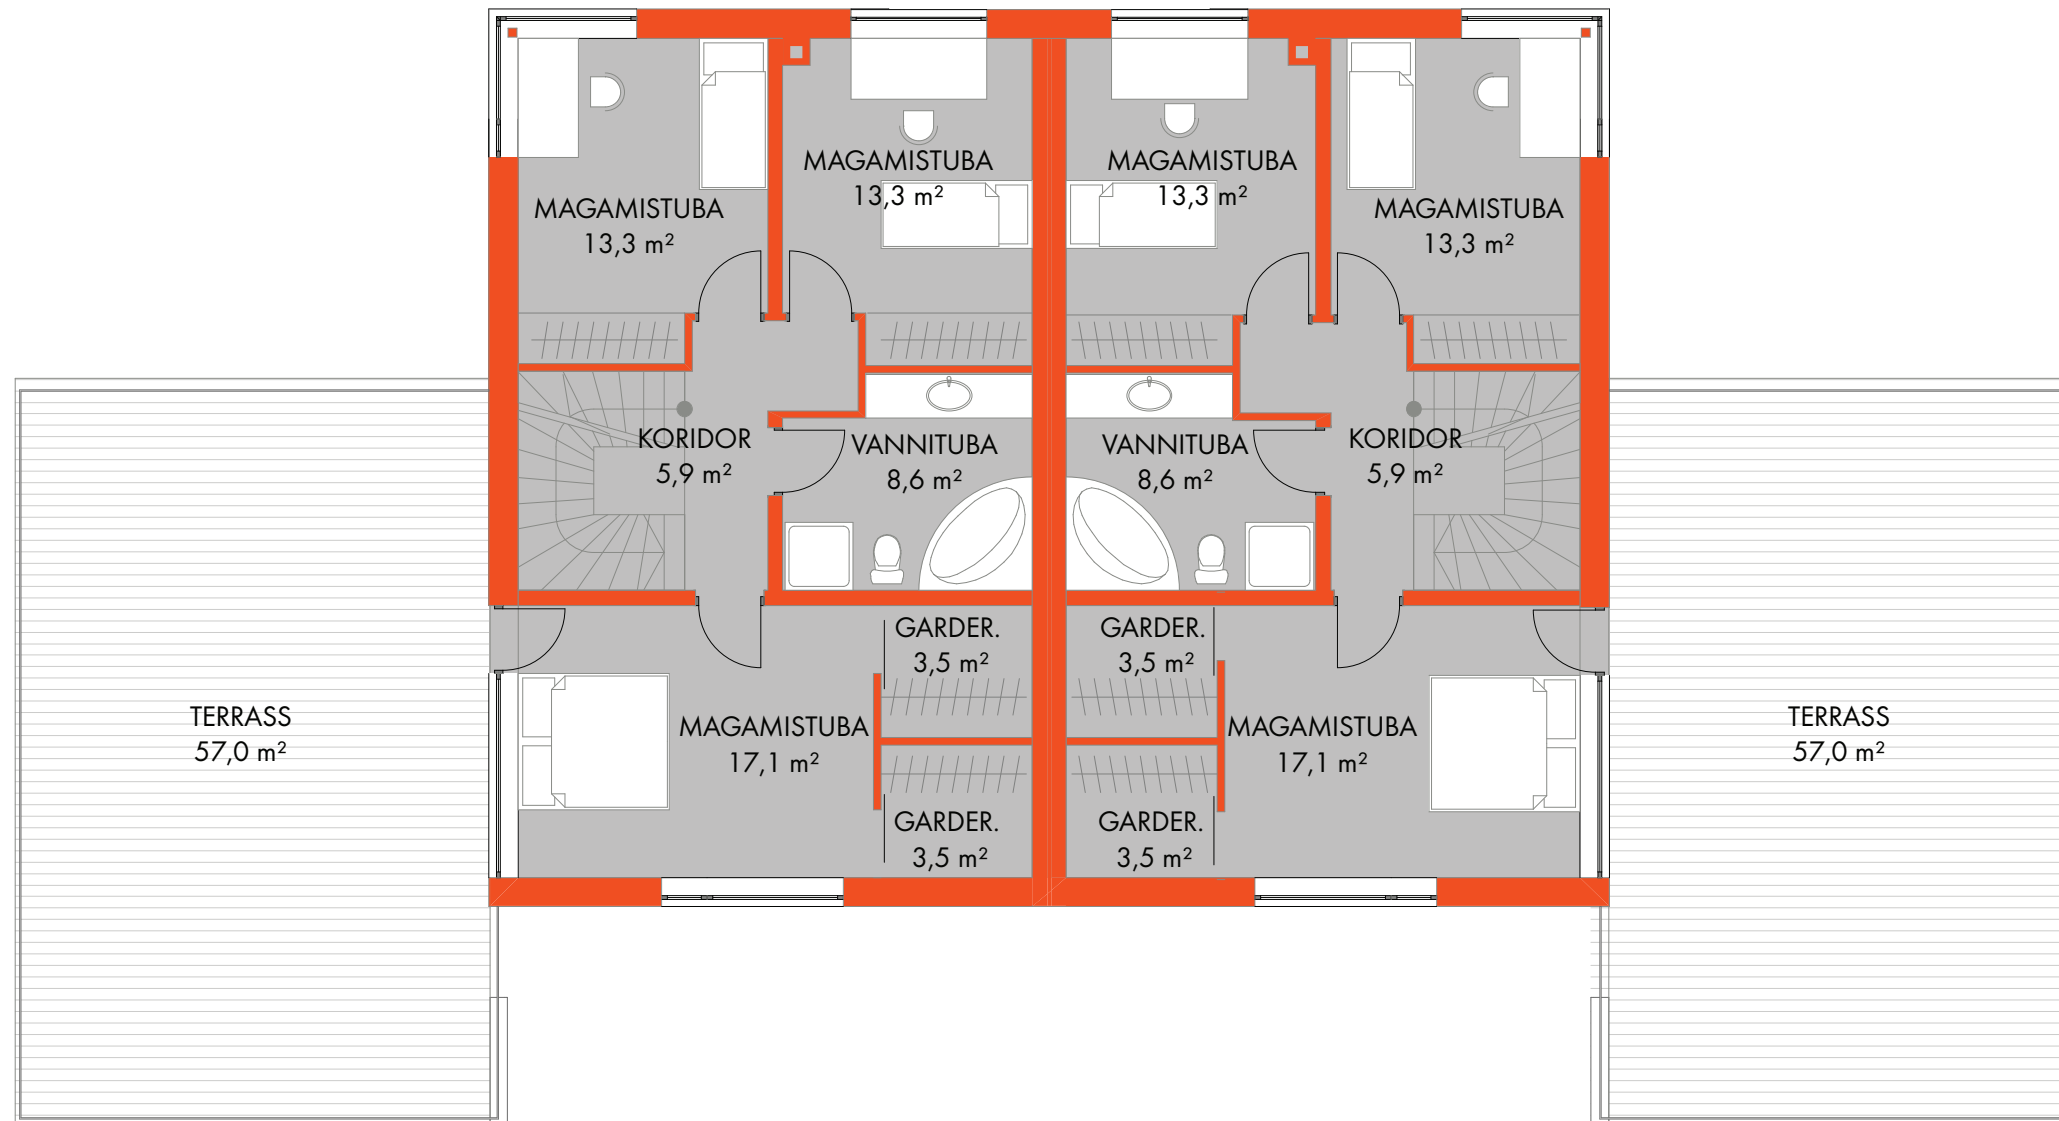 MAGAMISTUBA
13,3 m²
MAGAMISTUBA
13,3 m²
MAGAMISTUBA
13,3 m²
MAGAMISTUBA
13,3 m²
KORIDOR
5,9 m²
VANNITUBA
8,6 m²
VANNITUBA
8,6 m²
KORIDOR
5,9 m²
GARDER.
3,5 m²
GARDER.
3,5 m²
TERRASS
57,0 m²
MAGAMISTUBA
17,1 m²
MAGAMISTUBA
17,1 m²
TERRASS
57,0 m²
GARDER.
3,5 m²
GARDER.
3,5 m²